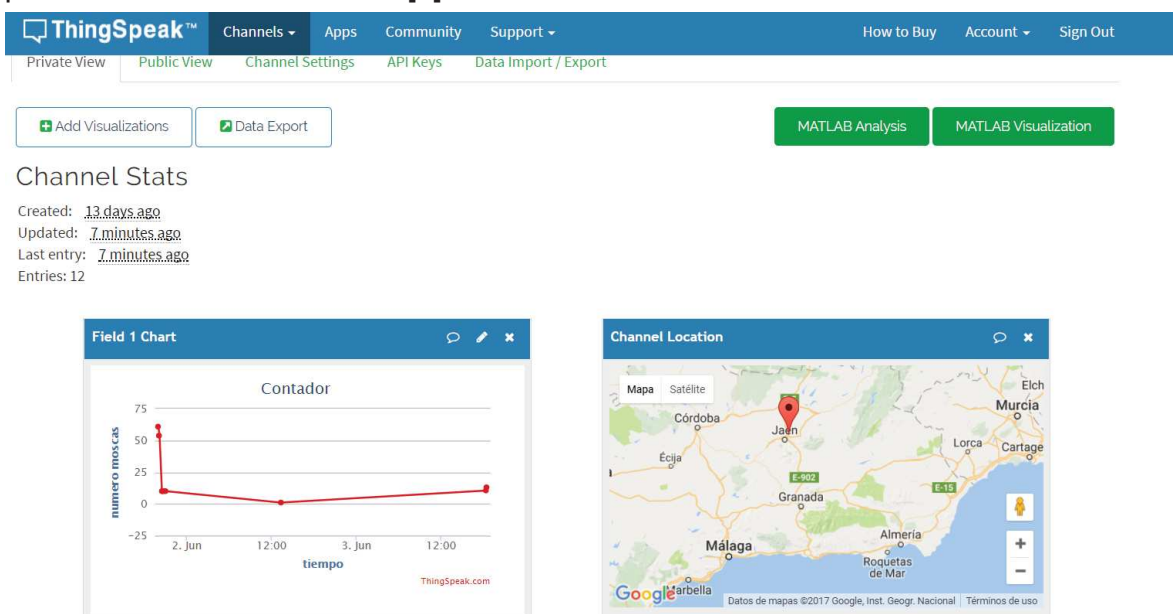 ThingSpeak™ Channels Apps Community Support How to Buy Account Sign Out
Private View Public View Channel Settings API Keys Data Import / Export
Add Visualizations Data Export MATLAB Analysis MATLAB Visualization
Channel Stats
Created: 13 days ago
Updated: 7 minutes ago
Last entry: 7 minutes ago
Entries: 12
Field 1 Chart
Contador
numero moscas
75
50
25
0
-25
2. Jun 12:00 3. Jun 12:00
tiempo
ThingSpeak.com
Channel Location
Mapa Satélite
Elch
Murcia
Córdoba
Jaén
Lorca
Cartage
Écija
E-902
E-15
Granada
Almería
Málaga
Roquetas
de Mar
Marbella
Google
Datos de mapas ©2017 Google, Inst. Geogr. Nacional Términos de uso